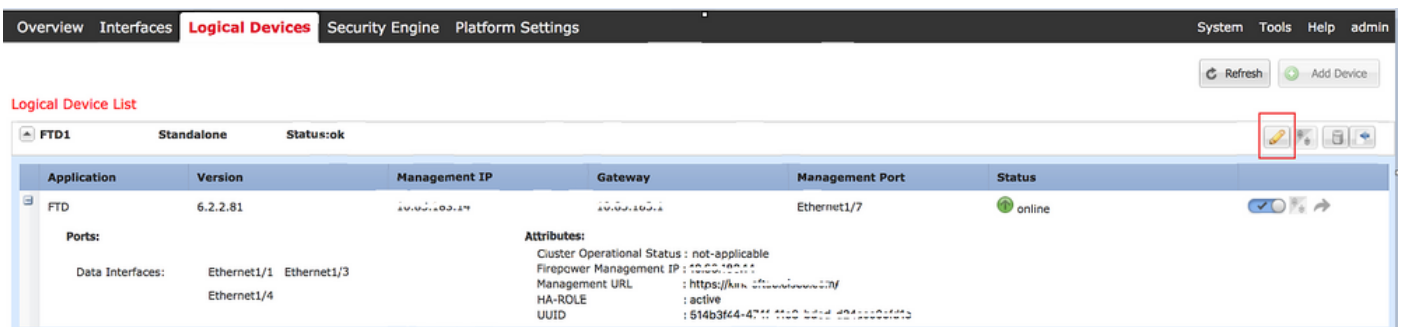 Overview Interfaces Logical Devices Security Engine Platform Settings System Tools Help admin
Refresh Add Device
Logical Device List
FTD1 Standalone Status:ok
Application Version Management IP Gateway Management Port Status
FTD 6.2.2.81 Ethernet1/7 online
Ports: Attributes:
Cluster Operational Status : not-applicable
Data Interfaces: Ethernet1/1 Ethernet1/3
Firepower Management IP :
Management URL :
Ethernet1/4
HA-ROLE : active
UUID :